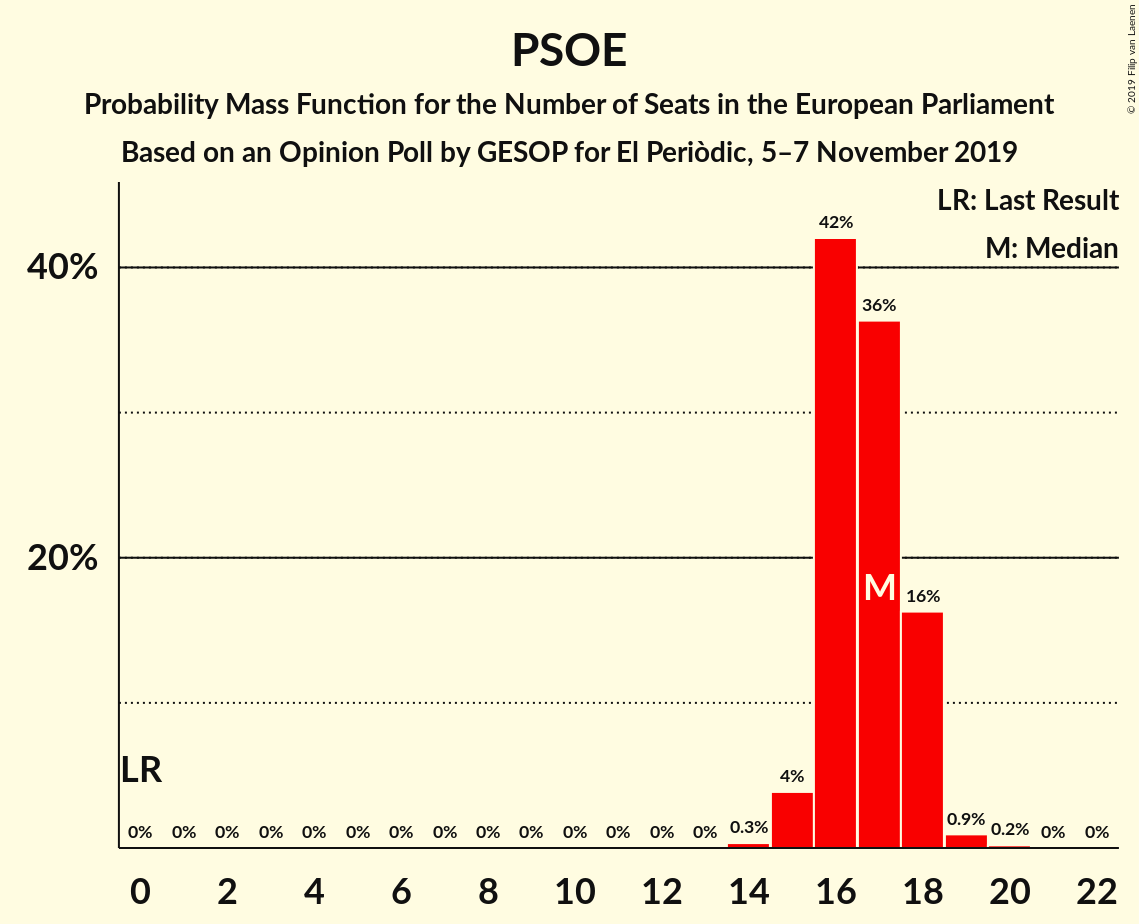 PSOE
Probability Mass Function for the Number of Seats in the European Parliament
Based on an Opinion Poll by GESOP for El Periòdic, 5–7 November 2019
© 2019 Filip van Laenen
LR: Last Result
M: Median
40%
20%
42%
36%
M
16%
LR
4%
0% 0% 0% 0% 0% 0% 0% 0% 0% 0% 0% 0% 0% 0% 0.3% 0.9% 0.2% 0% 0%
0 2 4 6 8 10 12 14 16 18 20 22